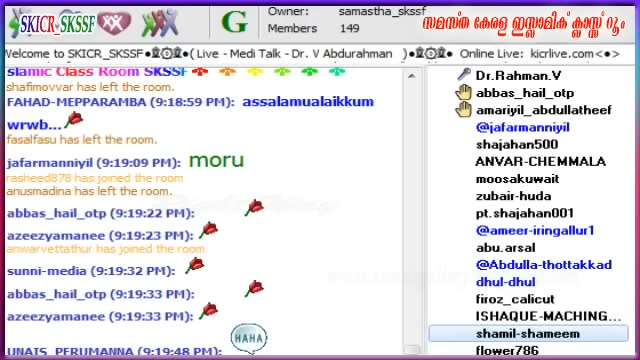 SKICR_SKSSF
G
Owner: samastha_skssf
Members 149
സമസ്ത കേരള ഇസ്ലാമിക് ക്ലാസ്സ് റൂം
Welcome to SKICR_SKSSF•۩۞۩•( Live - Medi Talk - Dr. V Abdurahman ) •۩۞۩• Online Live: kicrlive.com <
slamic Class Room SKSSF
shafimovvar has left the room.
FAHAD-MEPPARAMBA (9:18:59 PM): assalamualaikkum
wrwb...
fasalfasu has left the room.
jafarmanniyil (9:19:09 PM): moru
rasheed878 has joined the room
anusmadina has left the room.
abbas_hail_otp (9:19:22 PM):
azeezyamanee (9:19:23 PM):
anwarvettathur has joined the room
sunni-media (9:19:32 PM):
abbas_hail_otp (9:19:33 PM):
azeezyamanee (9:19:33 PM):
HAHA
UNAIS_PERUMANNA (9:19:48 PM):
Dr.Rahman.V
abbas_hail_otp
amariyil_abdullatheef
@jafarmanniyil
shajahan500
ANVAR-CHEMMALA
moosakuwait
zubair-huda
pt.shajahan001
@ameer-iringallur1
abu.arsal
@Abdulla-thottakkad
dhul-dhul
firoz_calicut
ISHAQUE-MACHING...
shamil-shameem
flower786